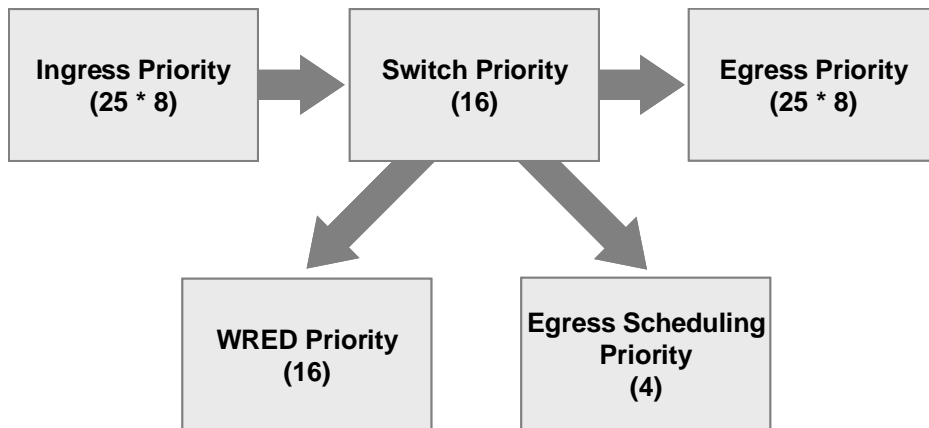 Ingress Priority
(25 * 8)
Switch Priority
(16)
Egress Priority
(25 * 8)
WRED Priority
(16)
Egress Scheduling
Priority
(4)